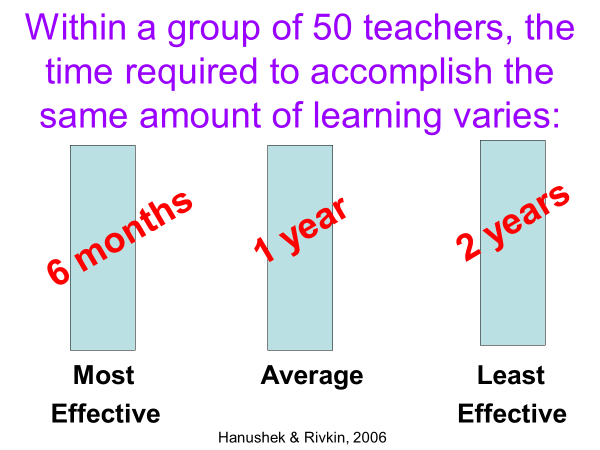 Within a group of 50 teachers, the
time required to accomplish the
same amount of learning varies:
6 months
1 year
2 years
Most
Effective
Average
Least
Effective
Hanushek & Rivkin, 2006